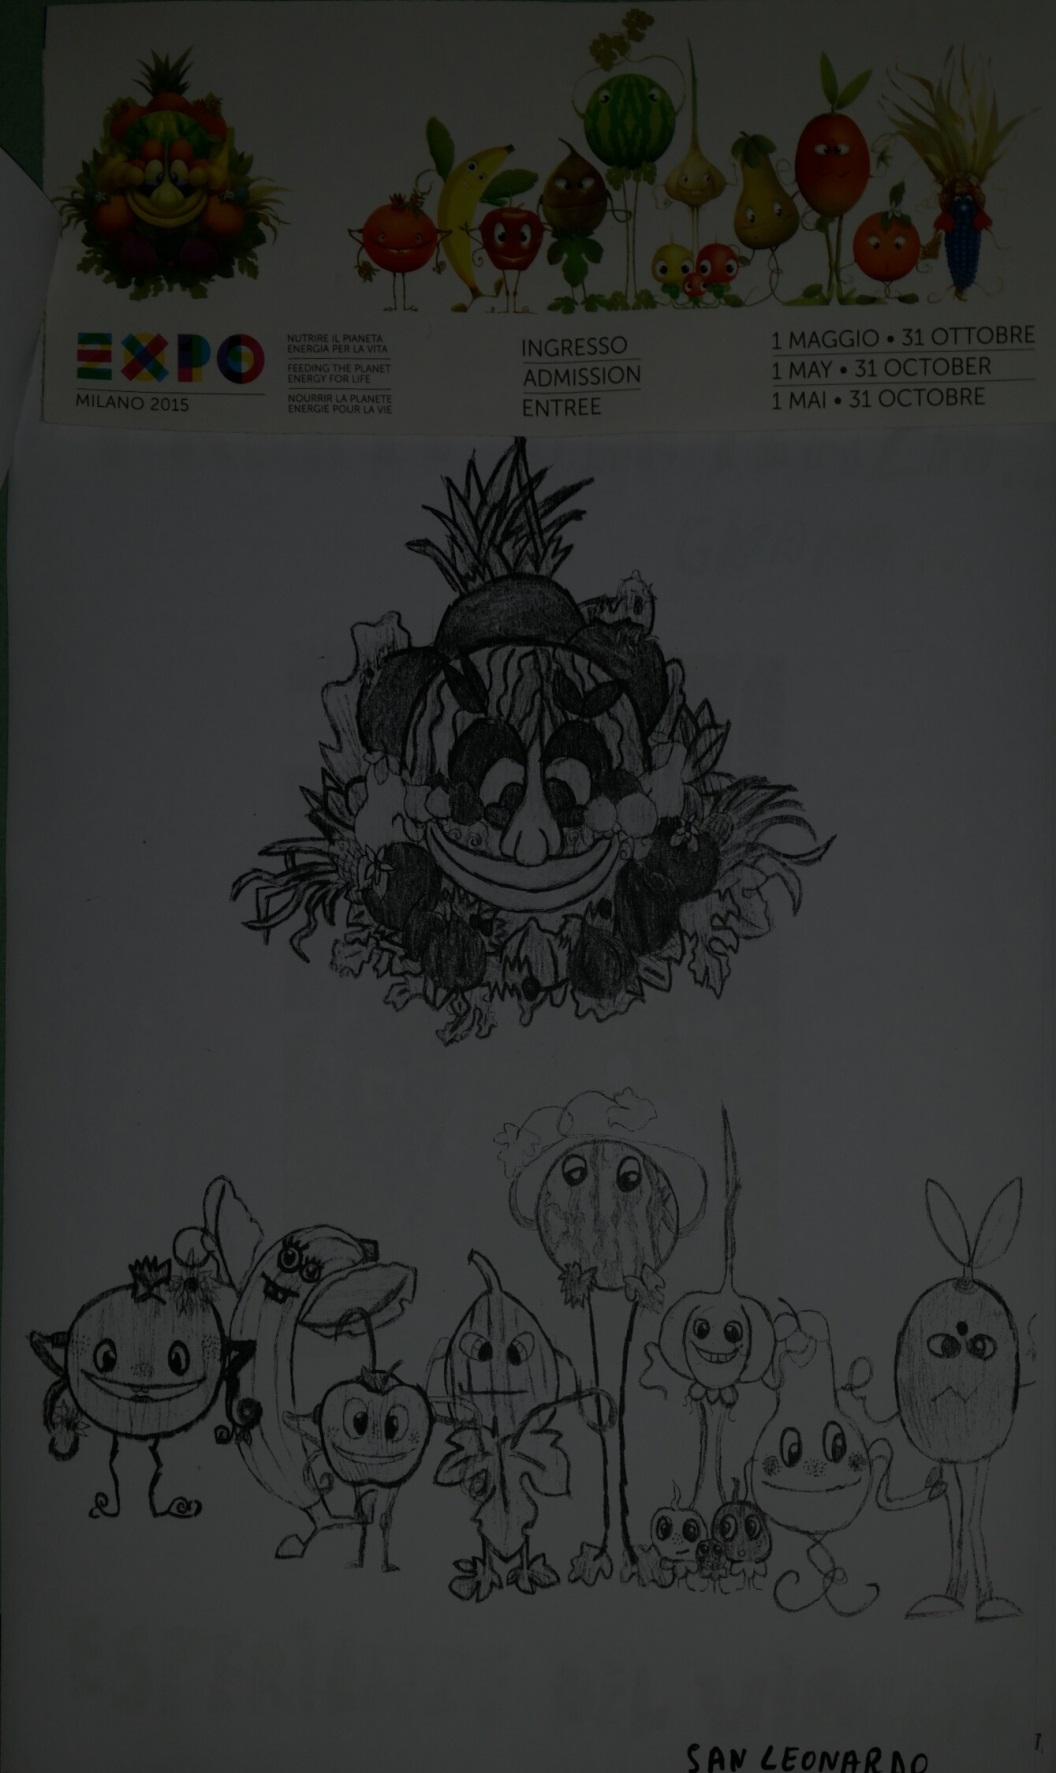 EXPO
MILANO 2015
NUTRIRE IL PIANETA
ENERGIA PER LA VITA
FEEDING THE PLANET
ENERGY FOR LIFE
NOURRIR LA PLANETE
ENERGIE POUR LA VIE
INGRESSO
ADMISSION
ENTREE
1 MAGGIO • 31 OTTOBRE
1 MAY • 31 OCTOBER
1 MAI • 31 OCTOBRE
SAN LEONARDO